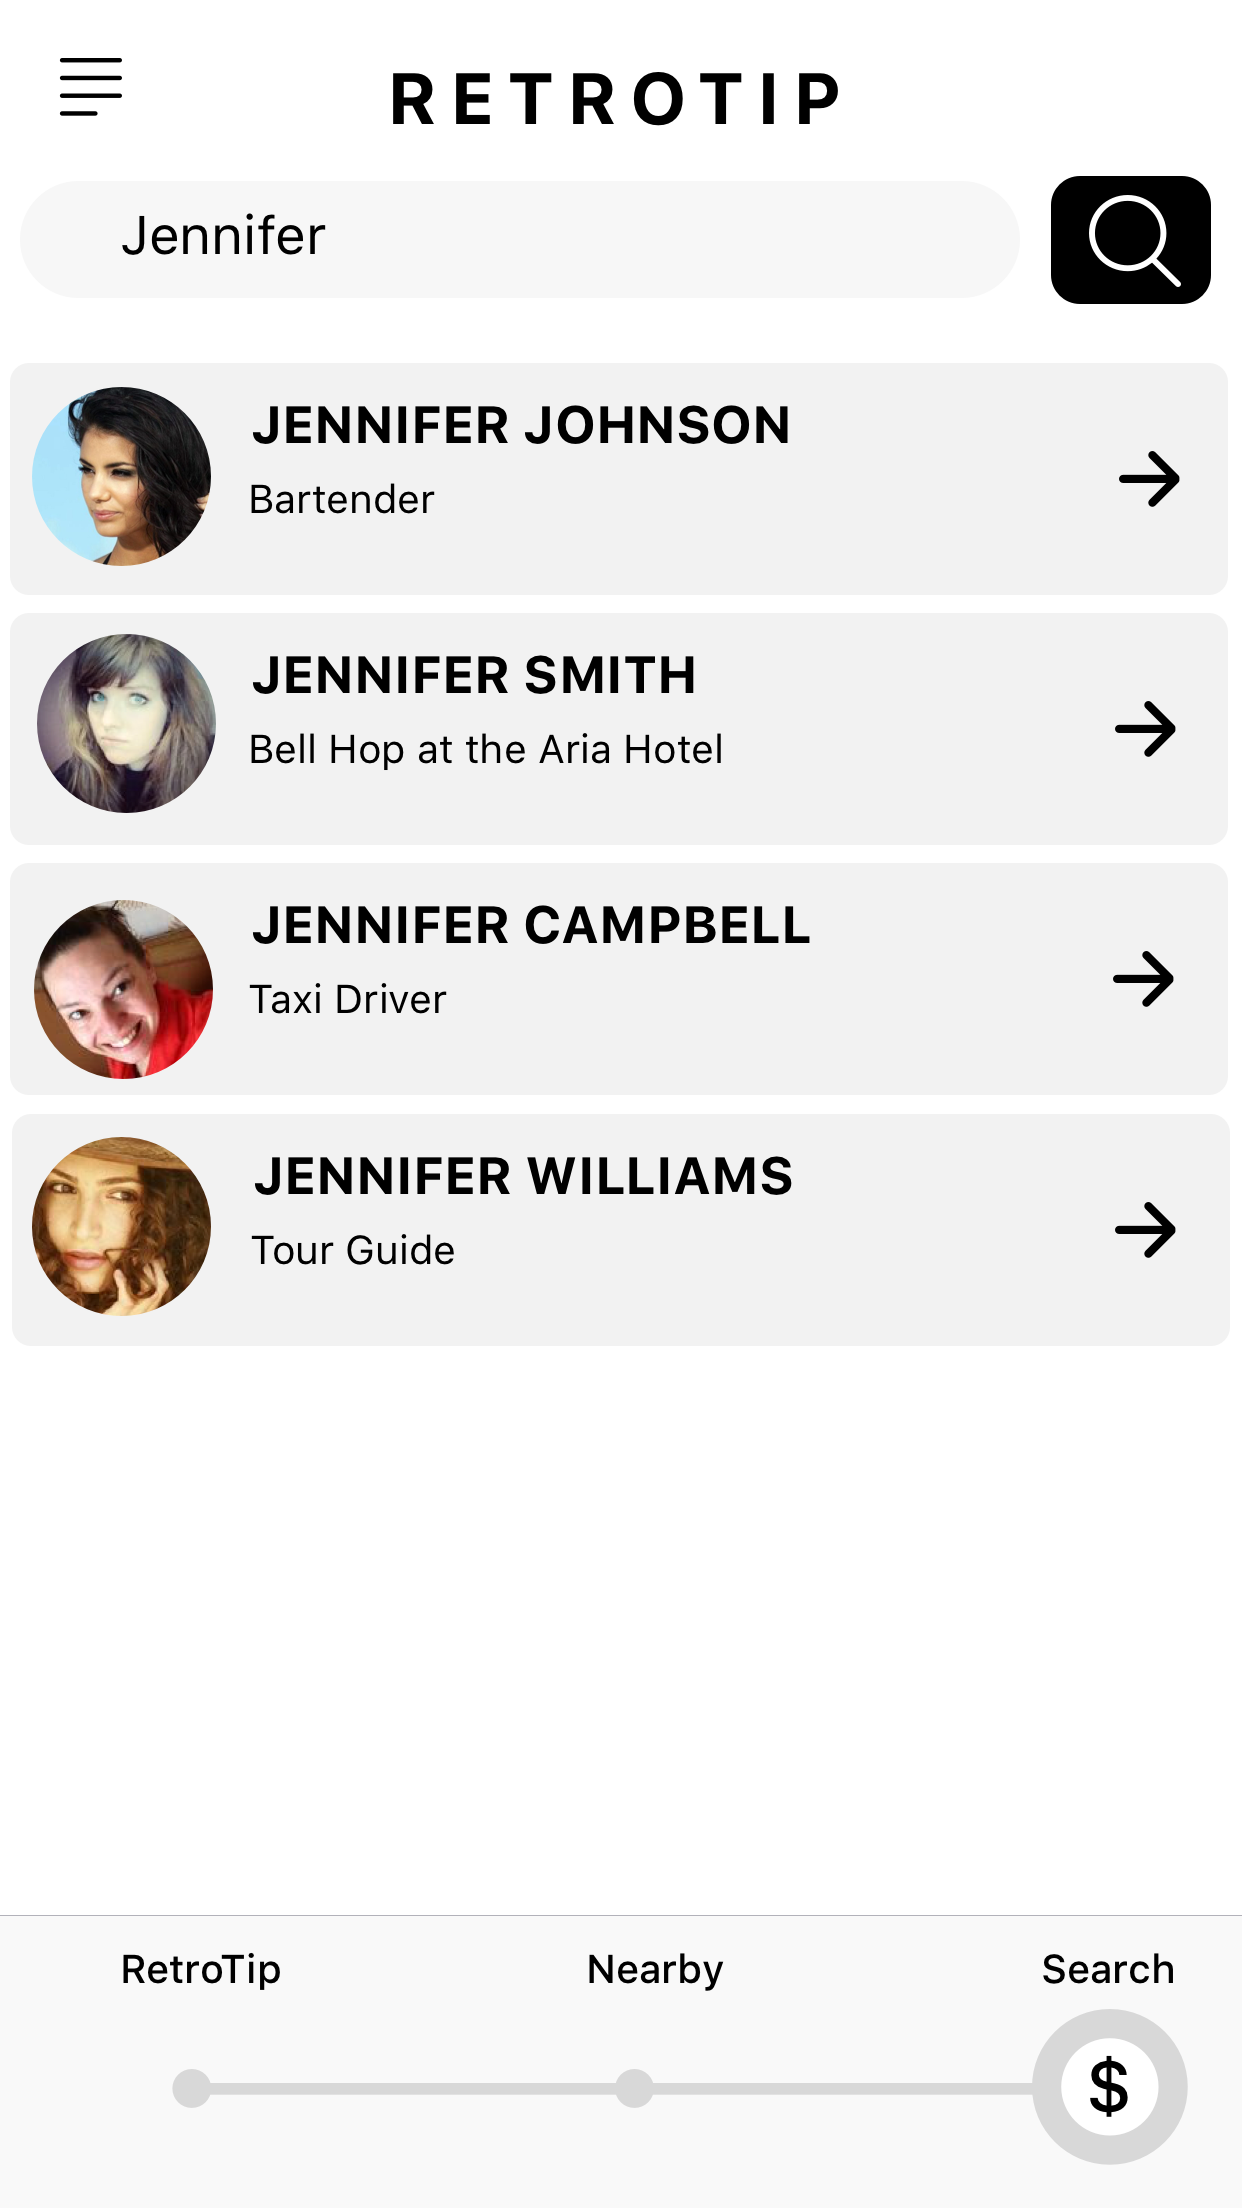 RETROTIP
Jennifer
JENNIFER JOHNSON
Bartender
JENNIFER SMITH
Bell Hop at the Aria Hotel
JENNIFER CAMPBELL
Taxi Driver
JENNIFER WILLIAMS
Tour Guide
RetroTip Nearby Search
$